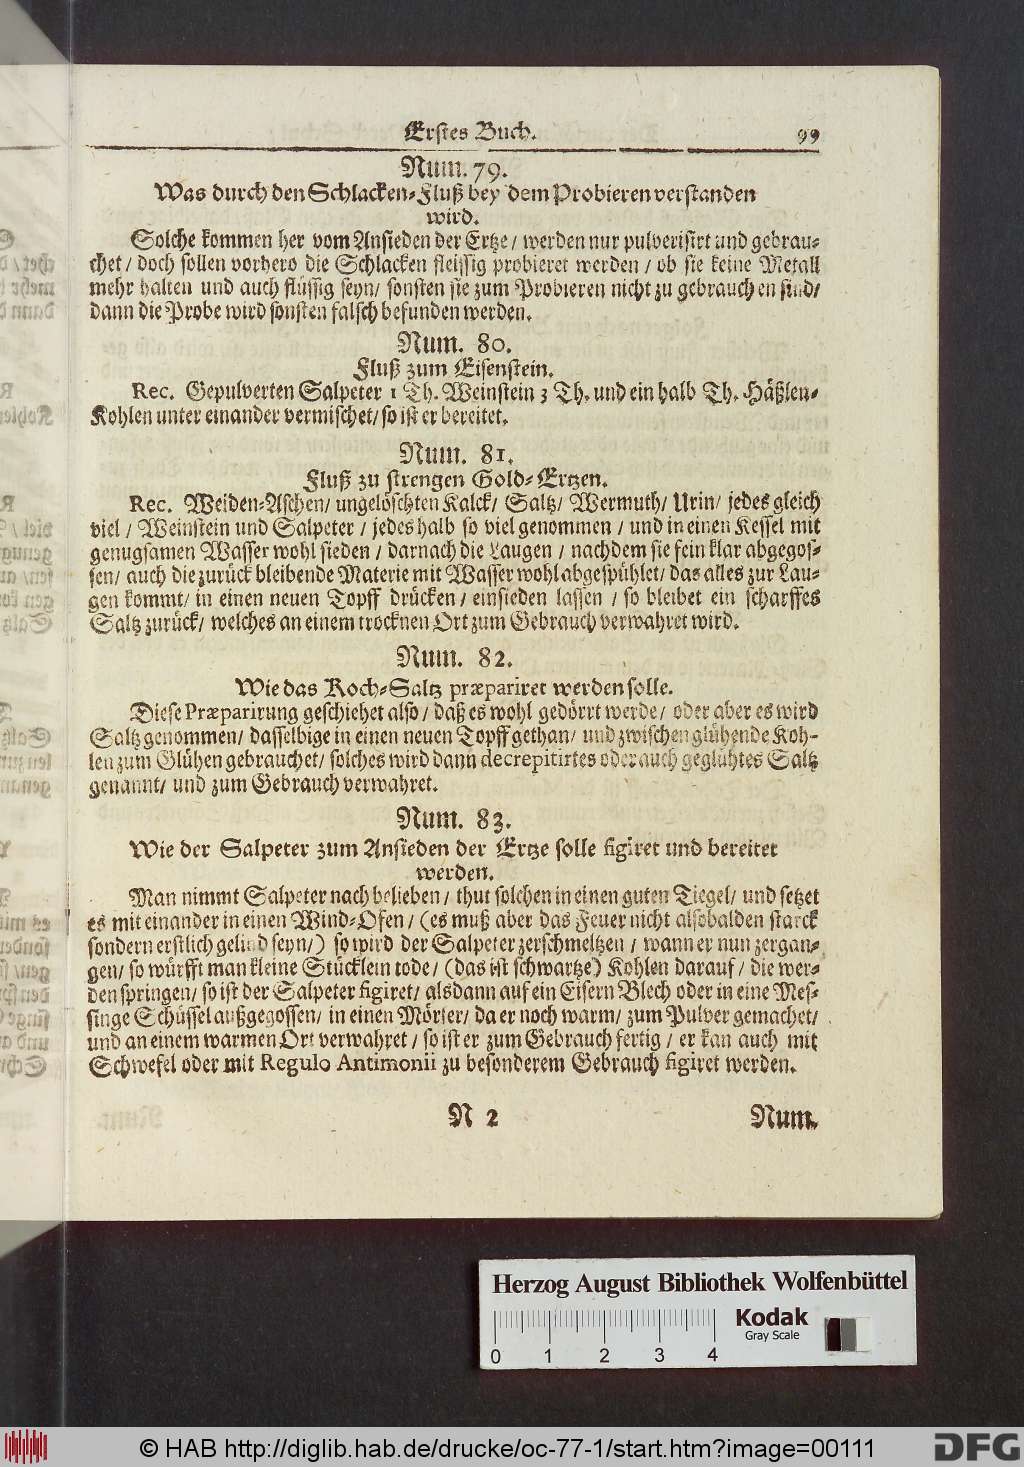 Erstes Buch. 99
Num. 79.
Was durch den Schlacken-Fluß bey dem Probieren verstanden
wird.
Solche kommen her vom Ansieden der Ertze / werden nur pulverisirt und gebrau-
chet / doch sollen vorhero die Schlacken fleissig probieret werden / ob sie keine Metall
mehr halten und auch flüssig seyn / sonsten sie zum Probieren nicht zu gebrauchen sind /
dann die Probe wird sonsten falsch befunden werden.
Num. 80.
Fluß zum Eisenstein.
Rec. Gepulverten Salpeter 1 Th. Weinstein 3 Th. und ein halb Th. Häßlen-
Kohlen unter einander vermischet / so ist er bereitet.
Num. 81.
Fluß zu strengen Gold-Ertzen.
Rec. Weiden-Aschen / ungelöschten Kalck / Saltz / Wermuth / Urin / jedes gleich
viel / Weinstein und Salpeter / jedes halb so viel genommen / und in einen Kessel mit
genugsamen Wasser wohl sieden / darnach die Laugen / nachdem sie fein klar abgegos-
sen / auch die zurück bleibende Materie mit Wasser wohl abgespühlet / das alles zur Lau-
gen kommt / in einen neuen Topff drücken / einsieden lassen / so bleibet ein scharffes
Saltz zurück / welches an einem trocknen Ort zum Gebrauch verwahret wird.
Num. 82.
Wie das Koch-Saltz præpariret werden solle.
Diese Præparirung geschiehet also / daß es wohl gedörrt werde / oder aber es wird
Saltz genommen / dasselbige in einen neuen Topff gethan / und zwischen glühende Koh-
len zum Glühen gebrauchet / solches wird dann decrepitirtes oder auch geglühtes Saltz
genannt / und zum Gebrauch verwahret.
Num. 83.
Wie der Salpeter zum Ansieden der Ertze solle figiret und bereitet
werden.
Man nimmt Salpeter nach belieben / thut solchen in einen guten Tiegel / und setzet
es mit einander in einen Wind-Ofen / (es muß aber das Feuer nicht alsobalden starck
sondern erstlich gelind seyn /) so wird der Salpeter zerschmeltzen / wann er nun zergan-
gen / so würfft man kleine Stücklein tode / (das ist schwartze) Kohlen darauf / die wer-
den springen / so ist der Salpeter figiret / alsdann auf ein Eisern Blech oder in eine Mes-
singe Schüssel außgegossen / in einen Mörser / da er noch warm / zum Pulver gemachet /
und an einem warmen Ort verwahret / so ist er zum Gebrauch fertig / er kan auch mit
Schwefel oder mit Regulo Antimonii zu besonderem Gebrauch figiret werden.
N 2 Num.
Herzog August Bibliothek Wolfenbüttel
Kodak
Gray Scale
0 1 2 3 4
© HAB http://diglib.hab.de/drucke/oc-77-1/start.htm?image=00111
DFG